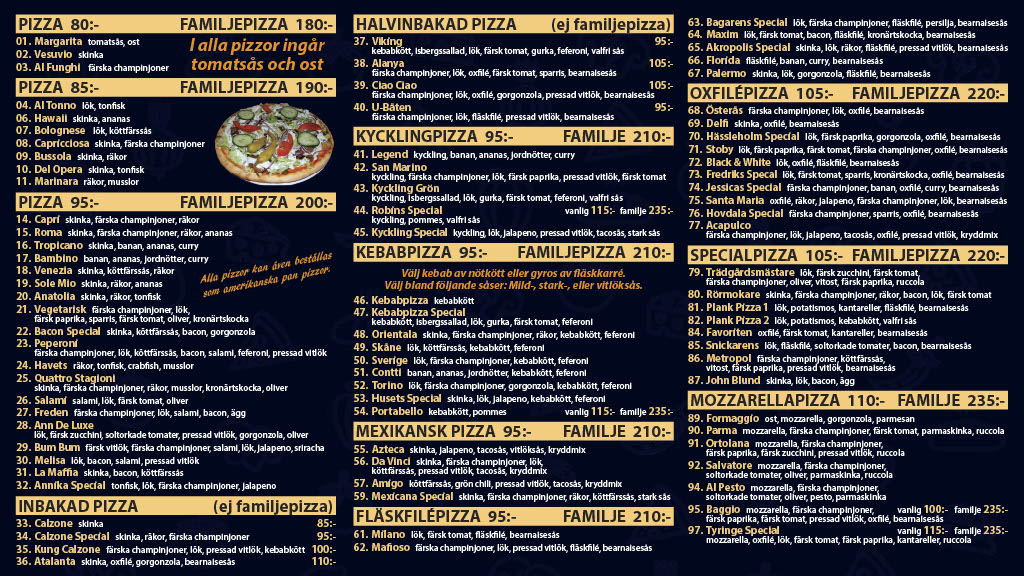 PIZZA 80:- FAMILJEPIZZA 180:-
01. Margarita tomatsås, ost
02. Vesuvio skinka
03. Al Funghi färska champinjoner
I alla pizzor ingår
tomatsås och ost
PIZZA 85:- FAMILJEPIZZA 190:-
04. Al Tonno lök, tonfisk
06. Hawaii skinka, ananas
07. Bolognese lök, köttfärssås
08. Capricciosa skinka, färska champinjoner
09. Bussola skinka, räkor
10. Del Opera skinka, tonfisk
11. Marinara räkor, musslor
PIZZA 95:- FAMILJEPIZZA 200:-
14. Capri skinka, färska champinjoner, räkor
15. Roma skinka, färska champinjoner, räkor, ananas
16. Tropicano skinka, banan, ananas, curry
17. Bambino banan, ananas, jordnötter, curry
18. Venezia skinka, köttfärssås, räkor
19. Sole Mio skinka, räkor, ananas
20. Anatolia skinka, räkor, tonfisk
Alla pizzor kan även beställas
som amerikanska pan pizzor.
21. Vegetarisk färska champinjoner, lök,
färsk paprika, sparris, färsk tomat, oliver, kronärtskocka
22. Bacon Special skinka, köttfärssås, bacon, gorgonzola
23. Peperoni
färska champinjoner, lök, köttfärssås, bacon, salami, feferoni, pressad vitlök
24. Havets räkor, tonfisk, crabfish, musslor
25. Quattro Stagioni
skinka, färska champinjoner, räkor, musslor, kronärtskocka, oliver
26. Salami salami, lök, färsk tomat, oliver
27. Freden färska champinjoner, lök, salami, bacon, ägg
28. Ann De Luxe
lök, färsk zucchini, soltorkade tomater, pressad vitlök, gorgonzola, oliver
29. Bum Bum färsk vitlök, färska champinjoner, salami, lök, jalapeno, sriracha
30. Melisa lök, bacon, salami, pressad vitlök
31. La Maffia skinka, bacon, köttfärssås
32. Annika Special tonfisk, lök, färska champinjoner, jalapeno
INBAKAD PIZZA (ej familjepizza)
33. Calzone skinka 85:-
34. Calzone Special skinka, räkor, färska champinjoner 95:-
35. Kung Calzone färska champinjoner, lök, pressad vitlök, kebabkött 100:-
36. Atalanta skinka, oxfilé, gorgonzola, bearnaisesås 110:-
HALVINBAKAD PIZZA (ej familjepizza)
37. Viking 95:-
kebabkött, isbergssallad, lök, färsk tomat, gurka, feferoni, valfri sås
38. Alanya 105:-
färska champinjoner, lök, oxfilé, färsk tomat, sparris, bearnaisesås
39. Ciao Ciao 105:-
färska champinjoner, lök, oxfilé, gorgonzola, pressad vitlök, bearnaisesås
40. U-Båten 95:-
lök, färska champinjoner, fläskfilé, pressad vitlök, bearnaisesås
KYCKLINGPIZZA 95:- FAMILJE 210:-
41. Legend kyckling, banan, ananas, jordnötter, curry
42. San Marino
kyckling, färska champinjoner, lök, färsk paprika, pressad vitlök, färsk tomat
43. Kyckling Grön
kyckling, isbergssallad, lök, gurka, färsk tomat, feferoni, valfri sås
44. Robins Special vanlig 115:- familje 235:-
kyckling, pommes, valfri sås
45. Kyckling Special kyckling, lök, jalapeno, pressad vitlök, tacosås, stark sås
KEBABPIZZA 95:- FAMILJEPIZZA 210:-
Välj kebab av nötkött eller gyros av fläskkarré.
Välj bland följande såser: Mild-, stark-, eller vitlöksås.
46. Kebabpizza kebabkött
47. Kebabpizza Special
kebabkött, isbergssallad, lök, gurka, färsk tomat, feferoni
48. Orientala skinka, färska champinjoner, räkor, kebabkött, feferoni
49. Skåne lök, köttfärssås, kebabkött, feferoni
50. Sverige lök, färska champinjoner, kebabkött, feferoni
51. Contti banan, ananas, jordnötter, kebabkött, feferoni
52. Torino lök, färska champinjoner, gorgonzola, kebabkött, feferoni
53. Husets Special skinka, lök, jalapeno, kebabkött, feferoni
54. Portabello kebabkött, pommes vanlig 115:- familje 235:-
MEXIKANSK PIZZA 95:- FAMILJE 210:-
55. Azteca skinka, jalapeno, tacosås, vitlöksås, kryddmix
56. Da Vinci skinka, färska champinjoner, lök,
köttfärssås, pressad vitlök, tacosås, kryddmix
57. Amigo köttfärssås, grön chili, pressad vitlök, tacosås, kryddmix
59. Mexicana Special skinka, färska champinjoner, räkor, köttfärssås, stark sås
FLÄSKFILÉPIZZA 95:- FAMILJE 210:-
61. Milano lök, färsk tomat, fläskfilé, bearnaisesås
62. Mafioso färska champinjoner, lök, pressad vitlök, fläskfilé, bearnaisesås
63. Bagarens Special lök, färska champinjoner, fläskfilé, persilja, bearnaisesås
64. Maxim lök, färsk tomat, bacon, fläskfilé, kronärtskocka, bearnaisesås
65. Akropolis Special skinka, lök, räkor, fläskfilé, pressad vitlök, bearnaisesås
66. Florida fläskfilé, banan, curry, bearnaisesås
67. Palermo skinka, lök, gorgonzola, fläskfilé, bearnaisesås
OXFILÉPIZZA 105:- FAMILJEPIZZA 220:-
68. Österås färska champinjoner, lök, oxfilé, bearnaisesås
69. Delfi skinka, oxfilé, bearnaisesås
70. Hässleholm Special lök, färsk paprika, gorgonzola, oxfilé, bearnaisesås
71. Stoby lök, färsk paprika, färsk tomat, färska champinjoner, oxfilé, bearnaisesås
72. Black & White lök, oxfilé, fläskfilé, bearnaisesås
73. Fredriks Special lök, färsk tomat, sparris, kronärtskocka, oxfilé, bearnaisesås
74. Jessicas Special färska champinjoner, banan, oxfilé, curry, bearnaisesås
75. Santa Maria oxfilé, räkor, jalapeno, färska champinjoner, lök, bearnaisesås
76. Hovdala Special färska champinjoner, sparris, oxfilé, bearnaisesås
77. Acapulco
färska champinjoner, lök, jalapeno, tacosås, oxfilé, pressad vitlök, kryddmix
SPECIALPIZZA 105:- FAMILJEPIZZA 220:-
79. Trädgårdsmästare lök, färsk zucchini, färsk tomat,
färska champinjoner, oliver, vitost, färsk paprika, ruccola
80. Rörmokare skinka, färska champinjoner, räkor, bacon, lök, färsk tomat
81. Plank Pizza 1 lök, potatismos, kantareller, fläskfilé, bearnaisesås
82. Plank Pizza 2 lök, potatismos, kebabkött, valfri sås
84. Favoriten oxfilé, färsk tomat, kantareller, bearnaisesås
85. Snickarens lök, fläskfilé, soltorkade tomater, bacon, bearnaisesås
86. Metropol färska champinjoner, köttfärssås,
vitost, färsk paprika, pressad vitlök, bearnaisesås
87. John Blund skinka, lök, bacon, ägg
MOZZARELLAPIZZA 110:- FAMILJE 235:-
89. Formaggio ost, mozzarella, gorgonzola, parmesan
90. Parma mozzarella, färska champinjoner, färsk tomat, parmaskinka, ruccola
91. Ortolana mozzarella, färska champinjoner,
färsk paprika, färsk zucchini, pressad vitlök, ruccola
92. Salvatore mozzarella, färska champinjoner,
soltorkade tomater, oliver, parmaskinka, ruccola
94. Al Pesto mozzarella, färska champinjoner,
soltorkade tomater, oliver, pesto, parmaskinka
95. Baggio mozzarella, färska champinjoner, vanlig 100:- familje 235:-
färsk paprika, färsk tomat, pressad vitlök, oxfilé, bearnaisesås
97. Tyringe Special vanlig 115:- familje 235:-
mozzarella, oxfilé, lök, färsk tomat, färsk paprika, kantareller, ruccola